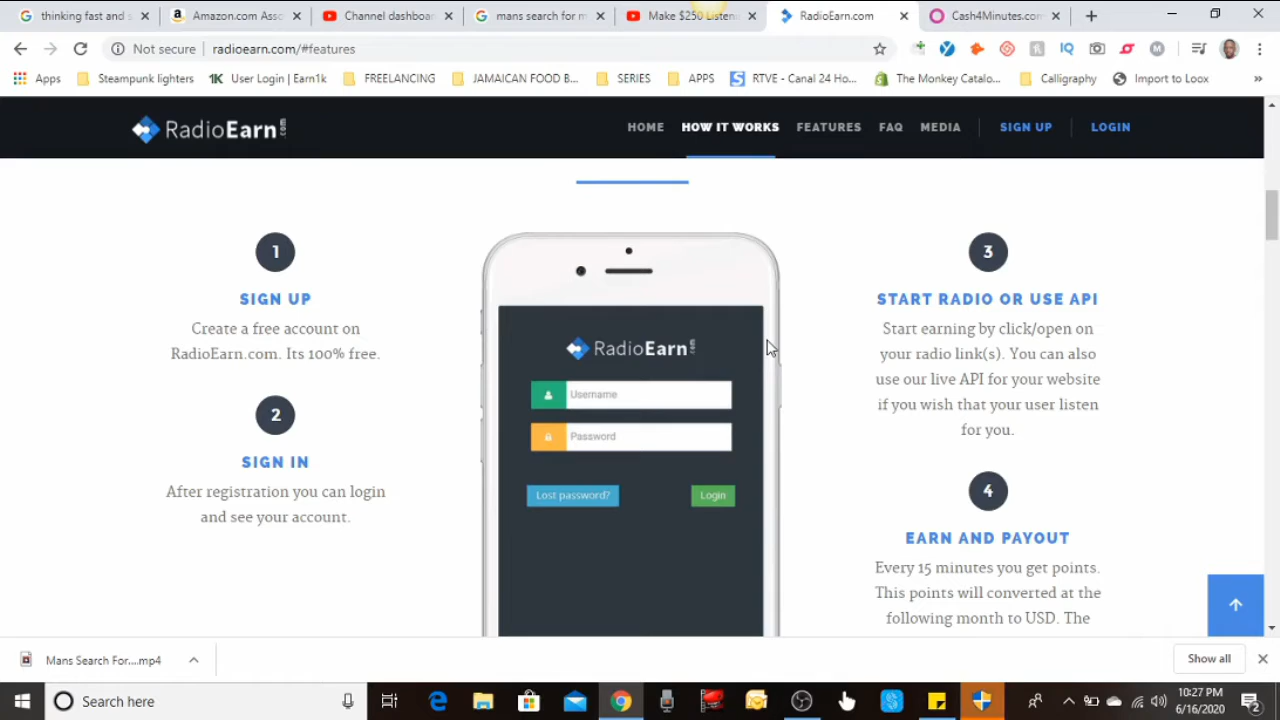 thinking fast and s
Amazon.com Asso
Channel dashboa
mans search for m
Make $250 Listeni
RadioEarn.com
Cash4Minutes.com
Not secure
radioearn.com/#features
Apps
Steampunk lighters
1K User Login | Earn1k
FREELANCING
JAMAICAN FOOD B...
SERIES
APPS
RTVE - Canal 24 Ho...
The Monkey Catalo...
Calligraphy
Import to Loox
»
RadioEarn.com
HOME
HOW IT WORKS
FEATURES
FAQ
MEDIA
SIGN UP
LOGIN
1
SIGN UP
Create a free account on
RadioEarn.com. Its 100% free.
2
SIGN IN
After registration you can login
and see your account.
RadioEarn.com
Username
Password
Lost password?
Login
3
START RADIO OR USE API
Start earning by click/open on
your radio link(s). You can also
use our live API for your website
if you wish that your user listen
for you.
4
EARN AND PAYOUT
Every 15 minutes you get points.
This points will converted at the
following month to USD. The
Mans Search For....mp4
Show all
Search here
10:27 PM
6/16/2020